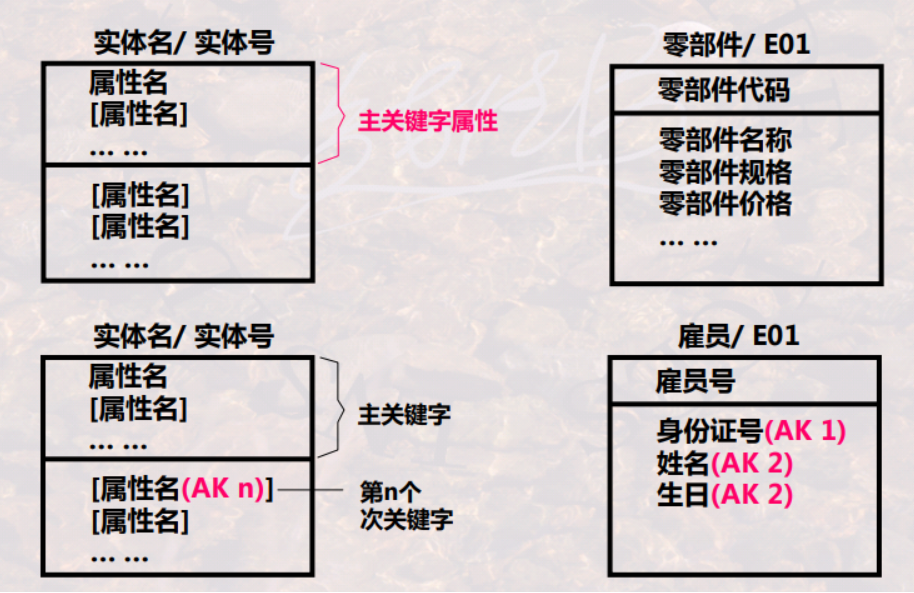 实体名/ 实体号
属性名
[属性名]
... ...
主关键字属性
[属性名]
[属性名]
... ...
零部件/ E01
零部件代码
零部件名称
零部件规格
零部件价格
... ...
实体名/ 实体号
属性名
[属性名]
... ...
主关键字
[属性名(AK n)]
第n个
次关键字
[属性名]
... ...
雇员/ E01
雇员号
身份证号(AK 1)
姓名(AK 2)
生日(AK 2)